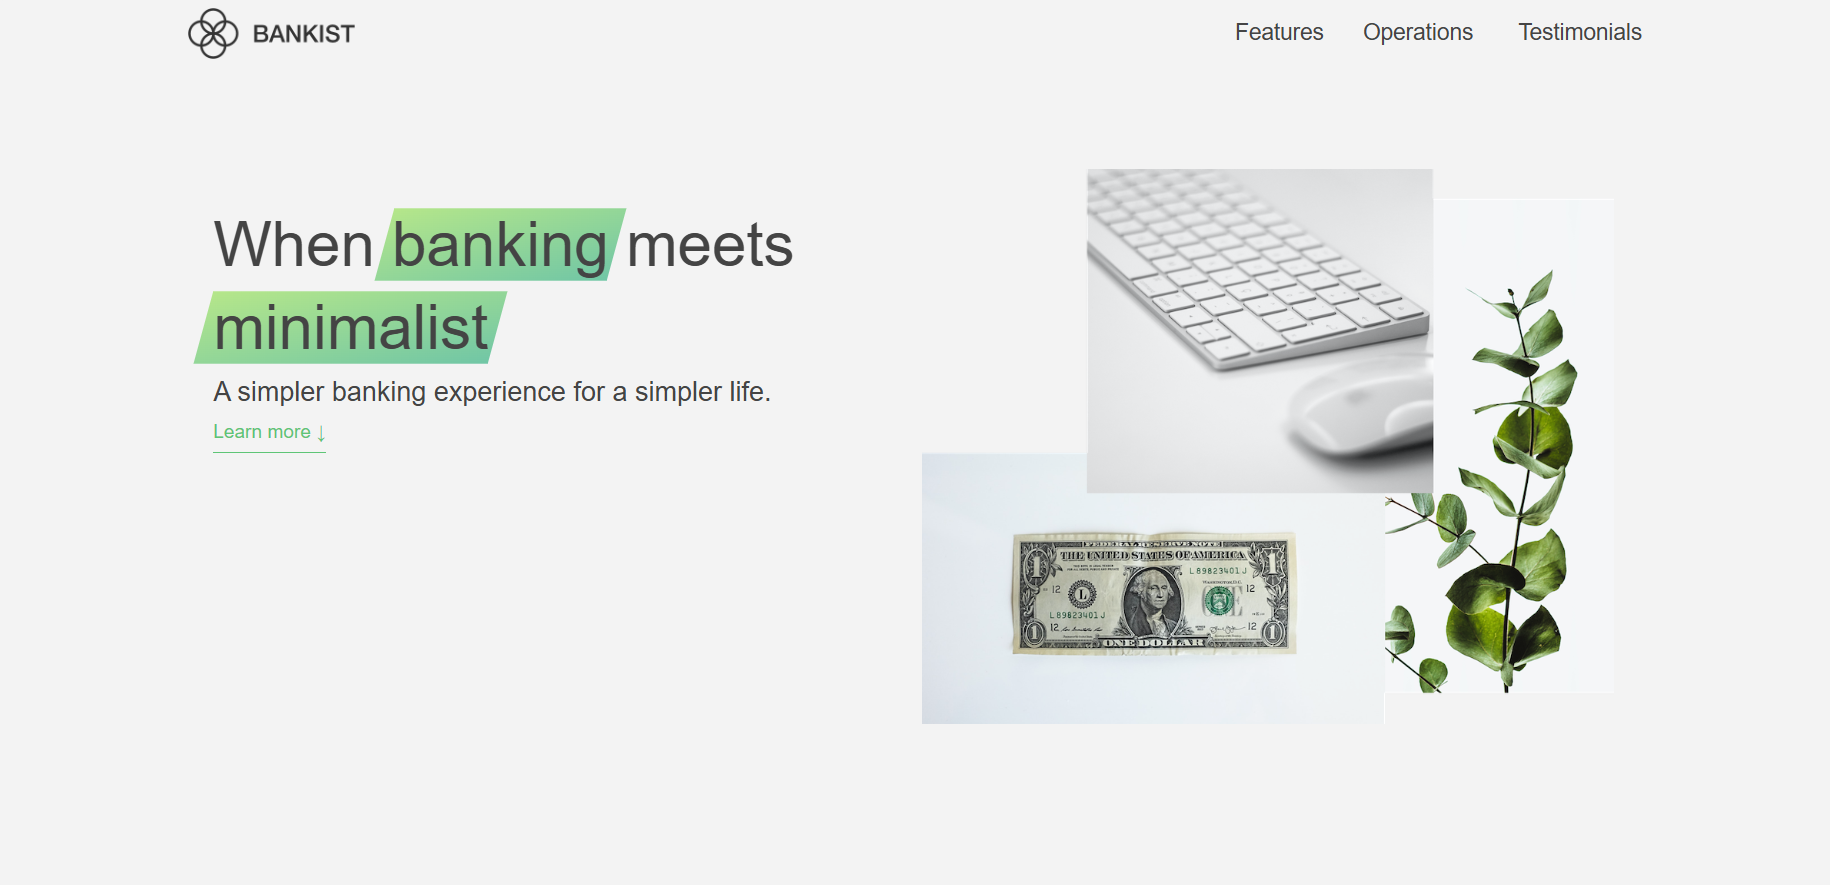 BANKIST
Features Operations Testimonials
When banking meets
minimalist
A simpler banking experience for a simpler life.
Learn more ↓
FEDERAL RESERVE NOTE
THE UNITED STATES OF AMERICA
L 89823401 J
WASHINGTON, D.C.
12
12
L
L 89823401 J
12
12
1
1
1
1
ONE DOLLAR